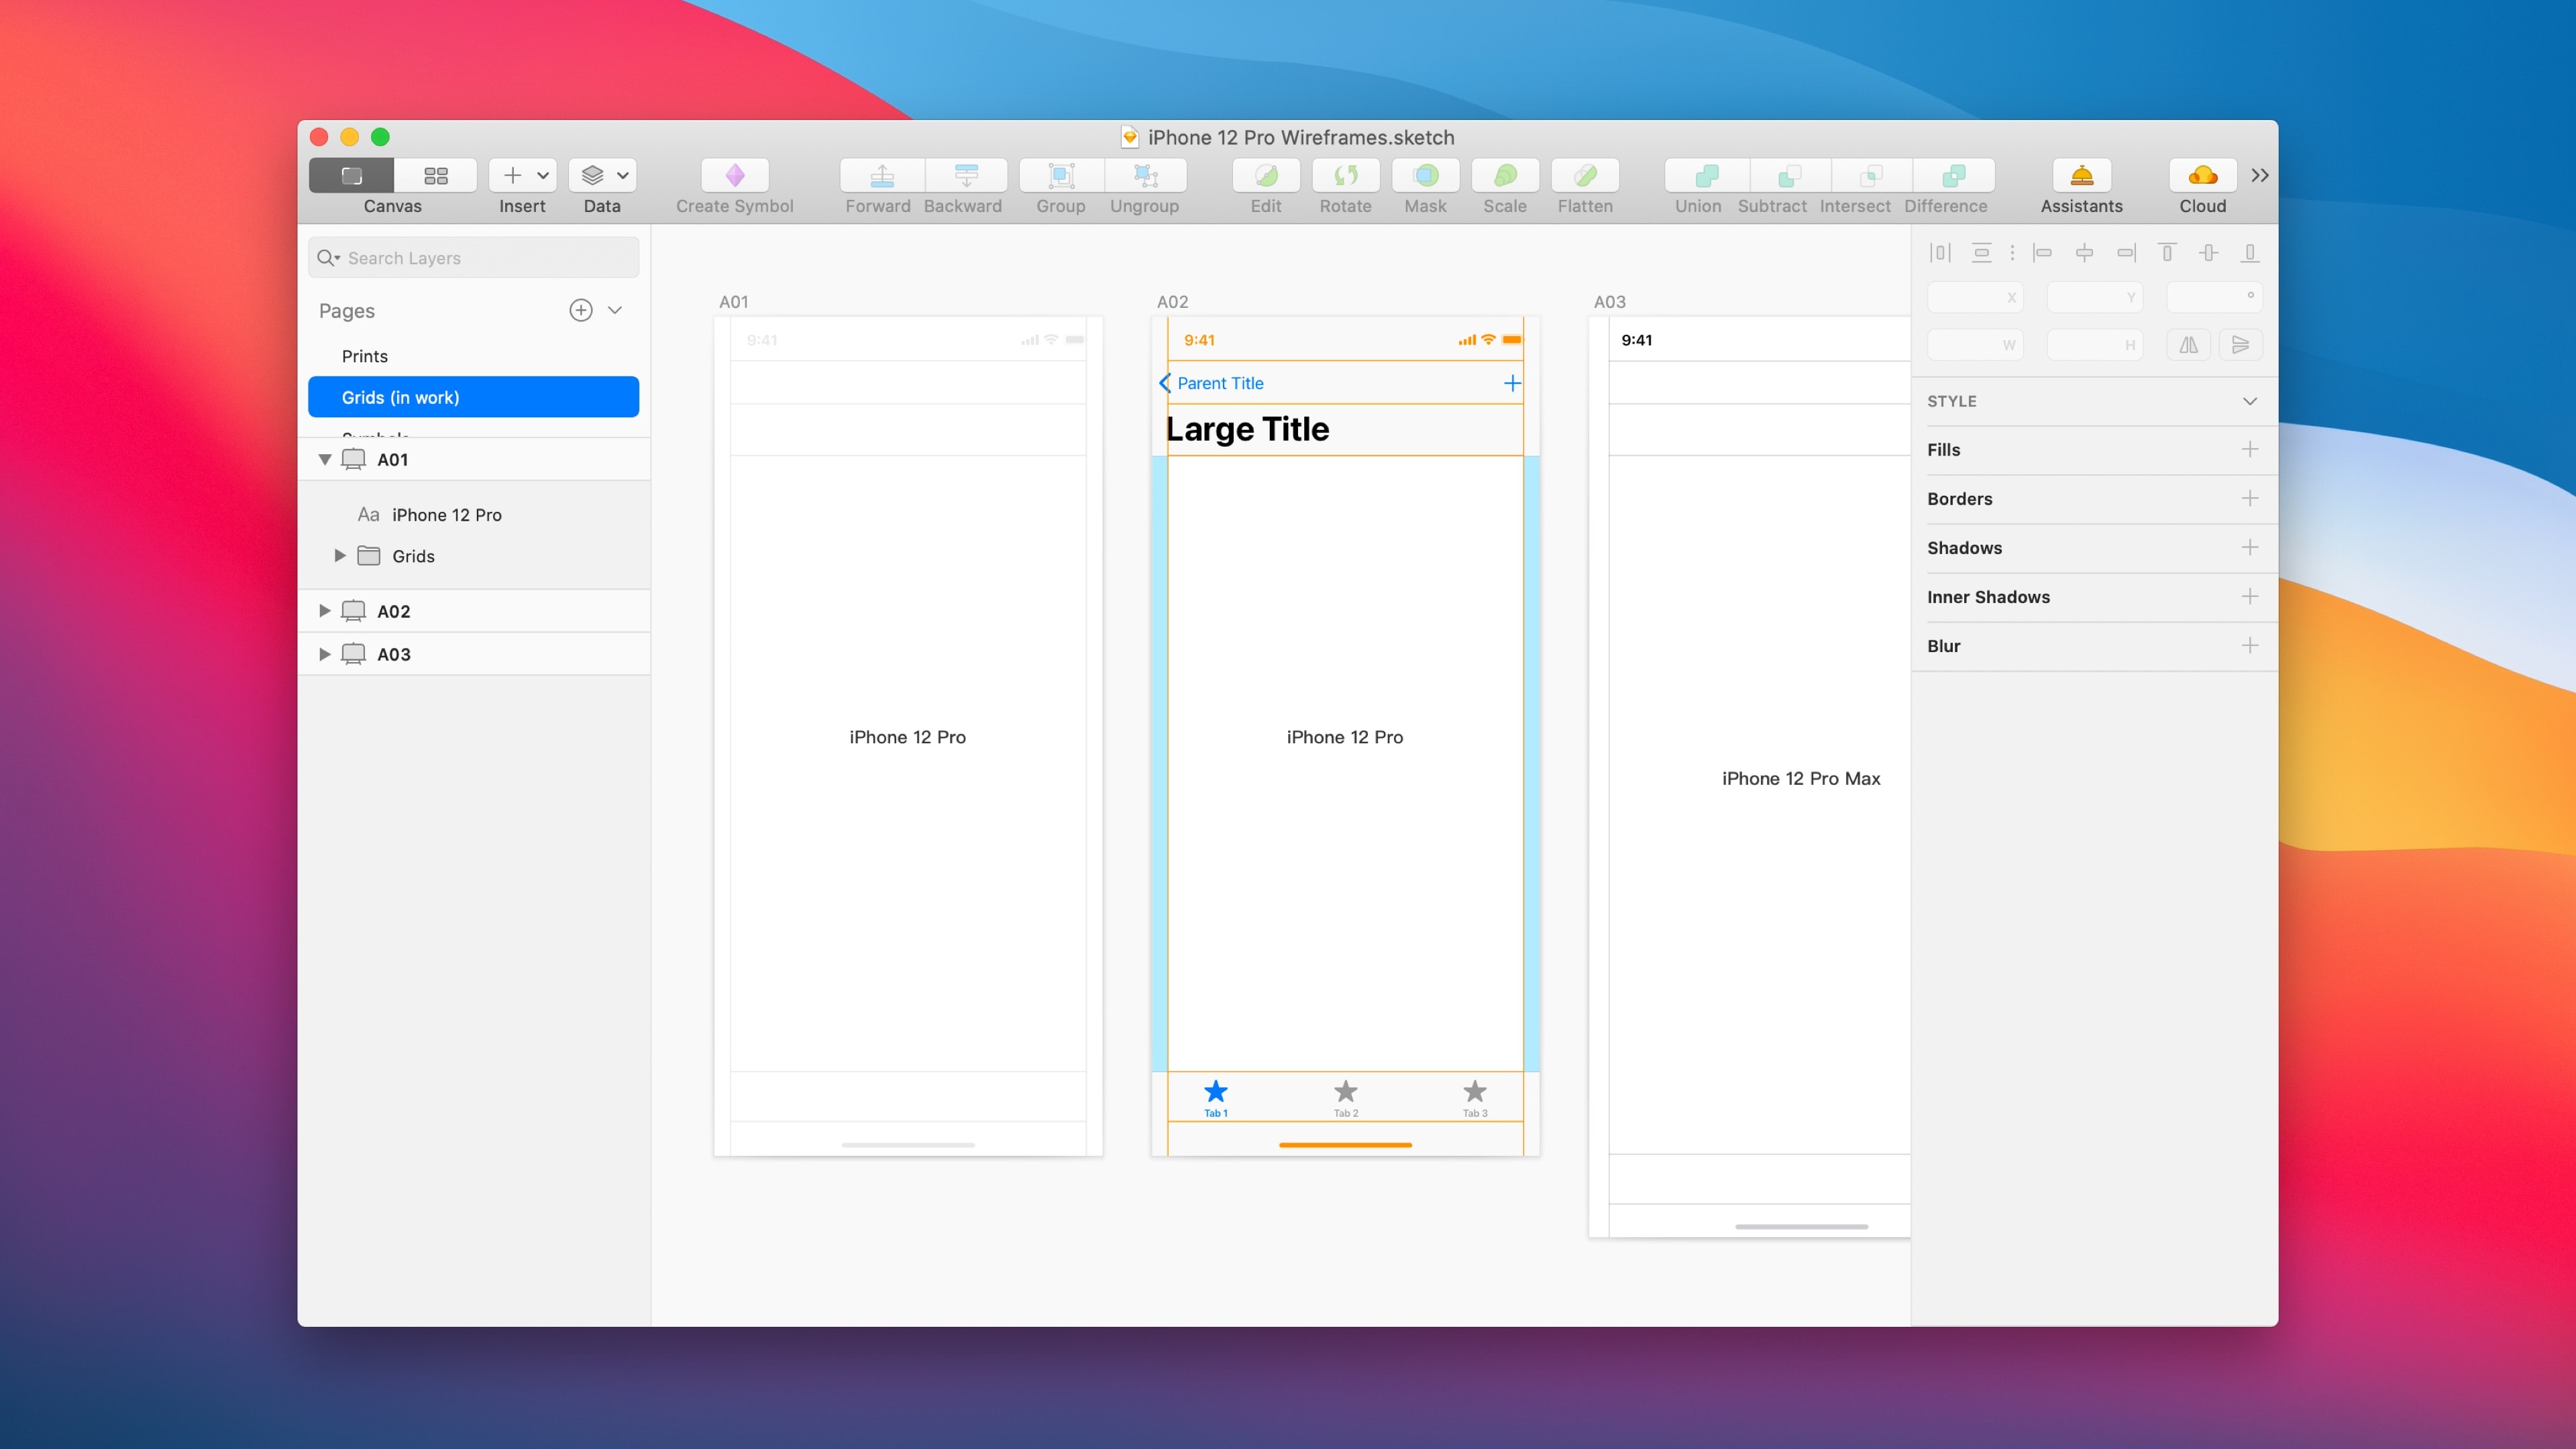 iPhone 12 Pro Wireframes.sketch
Canvas
Insert
Data
Create Symbol
Forward
Backward
Group
Ungroup
Edit
Rotate
Mask
Scale
Flatten
Union
Subtract
Intersect
Difference
Assistants
Cloud
Search Layers
Pages
Prints
Grids (in work)
A01
Aa iPhone 12 Pro
Grids
A02
A03
A01
9:41
iPhone 12 Pro
A02
9:41
Parent Title
Large Title
iPhone 12 Pro
Tab 1
Tab 2
Tab 3
A03
9:41
iPhone 12 Pro Max
X
Y
°
W
H
STYLE
Fills
Borders
Shadows
Inner Shadows
Blur